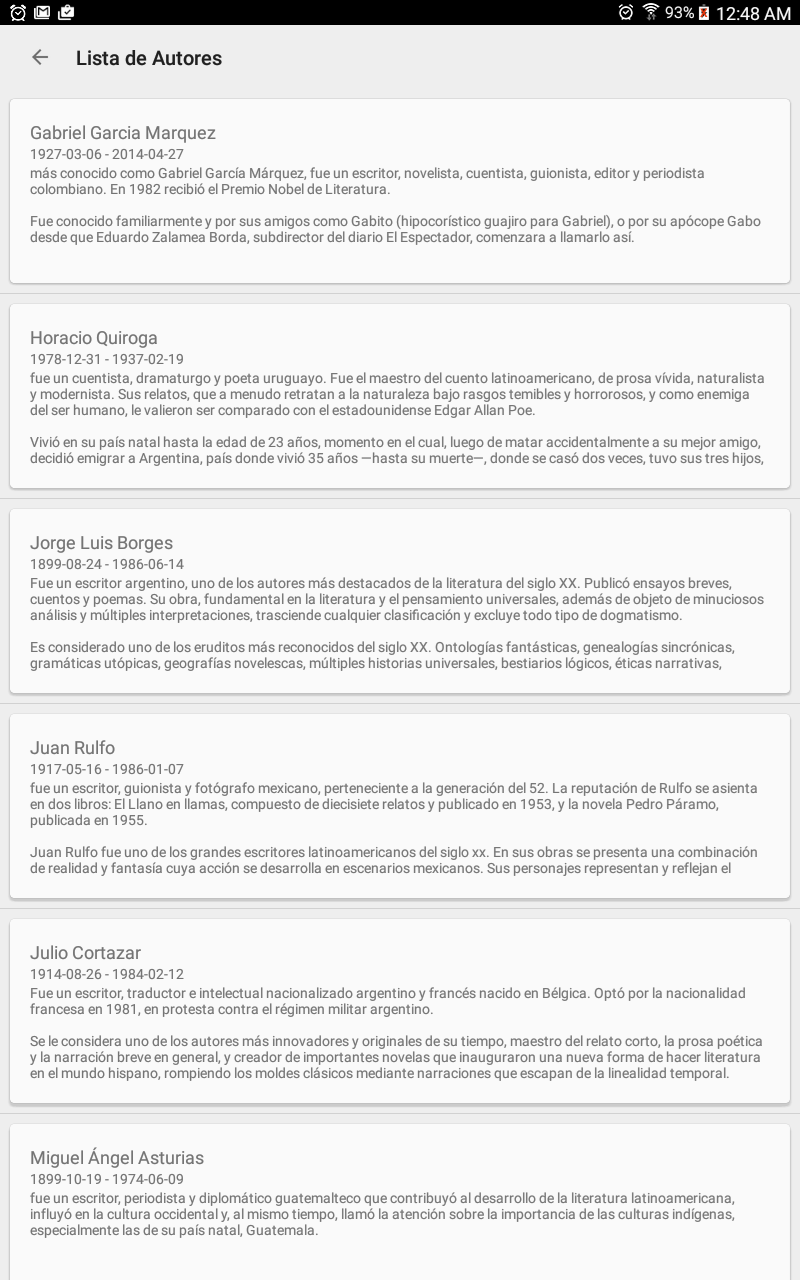 93% 12:48 AM
Lista de Autores
Gabriel Garcia Marquez
1927-03-06 - 2014-04-27
más conocido como Gabriel García Márquez, fue un escritor, novelista, cuentista, guionista, editor y periodista
colombiano. En 1982 recibió el Premio Nobel de Literatura.
Fue conocido familiarmente y por sus amigos como Gabito (hipocorístico guajiro para Gabriel), o por su apócope Gabo
desde que Eduardo Zalamea Borda, subdirector del diario El Espectador, comenzara a llamarlo así.
Horacio Quiroga
1978-12-31 - 1937-02-19
fue un cuentista, dramaturgo y poeta uruguayo. Fue el maestro del cuento latinoamericano, de prosa vívida, naturalista
y modernista. Sus relatos, que a menudo retratan a la naturaleza bajo rasgos temibles y horrorosos, y como enemiga
del ser humano, le valieron ser comparado con el estadounidense Edgar Allan Poe.
Vivió en su país natal hasta la edad de 23 años, momento en el cual, luego de matar accidentalmente a su mejor amigo,
decidió emigrar a Argentina, país donde vivió 35 años —hasta su muerte—, donde se casó dos veces, tuvo sus tres hijos,
Jorge Luis Borges
1899-08-24 - 1986-06-14
Fue un escritor argentino, uno de los autores más destacados de la literatura del siglo XX. Publicó ensayos breves,
cuentos y poemas. Su obra, fundamental en la literatura y el pensamiento universales, además de objeto de minuciosos
análisis y múltiples interpretaciones, trasciende cualquier clasificación y excluye todo tipo de dogmatismo.
Es considerado uno de los eruditos más reconocidos del siglo XX. Ontologías fantásticas, genealogías sincrónicas,
gramáticas utópicas, geografías novelescas, múltiples historias universales, bestiarios lógicos, éticas narrativas,
Juan Rulfo
1917-05-16 - 1986-01-07
fue un escritor, guionista y fotógrafo mexicano, perteneciente a la generación del 52. La reputación de Rulfo se asienta
en dos libros: El Llano en llamas, compuesto de diecisiete relatos y publicado en 1953, y la novela Pedro Páramo,
publicada en 1955.
Juan Rulfo fue uno de los grandes escritores latinoamericanos del siglo xx. En sus obras se presenta una combinación
de realidad y fantasía cuya acción se desarrolla en escenarios mexicanos. Sus personajes representan y reflejan el
Julio Cortazar
1914-08-26 - 1984-02-12
Fue un escritor, traductor e intelectual nacionalizado argentino y francés nacido en Bélgica. Optó por la nacionalidad
francesa en 1981, en protesta contra el régimen militar argentino.
Se le considera uno de los autores más innovadores y originales de su tiempo, maestro del relato corto, la prosa poética
y la narración breve en general, y creador de importantes novelas que inauguraron una nueva forma de hacer literatura
en el mundo hispano, rompiendo los moldes clásicos mediante narraciones que escapan de la linealidad temporal.
Miguel Ángel Asturias
1899-10-19 - 1974-06-09
fue un escritor, periodista y diplomático guatemalteco que contribuyó al desarrollo de la literatura latinoamericana,
influyó en la cultura occidental y, al mismo tiempo, llamó la atención sobre la importancia de las culturas indígenas,
especialmente las de su país natal, Guatemala.